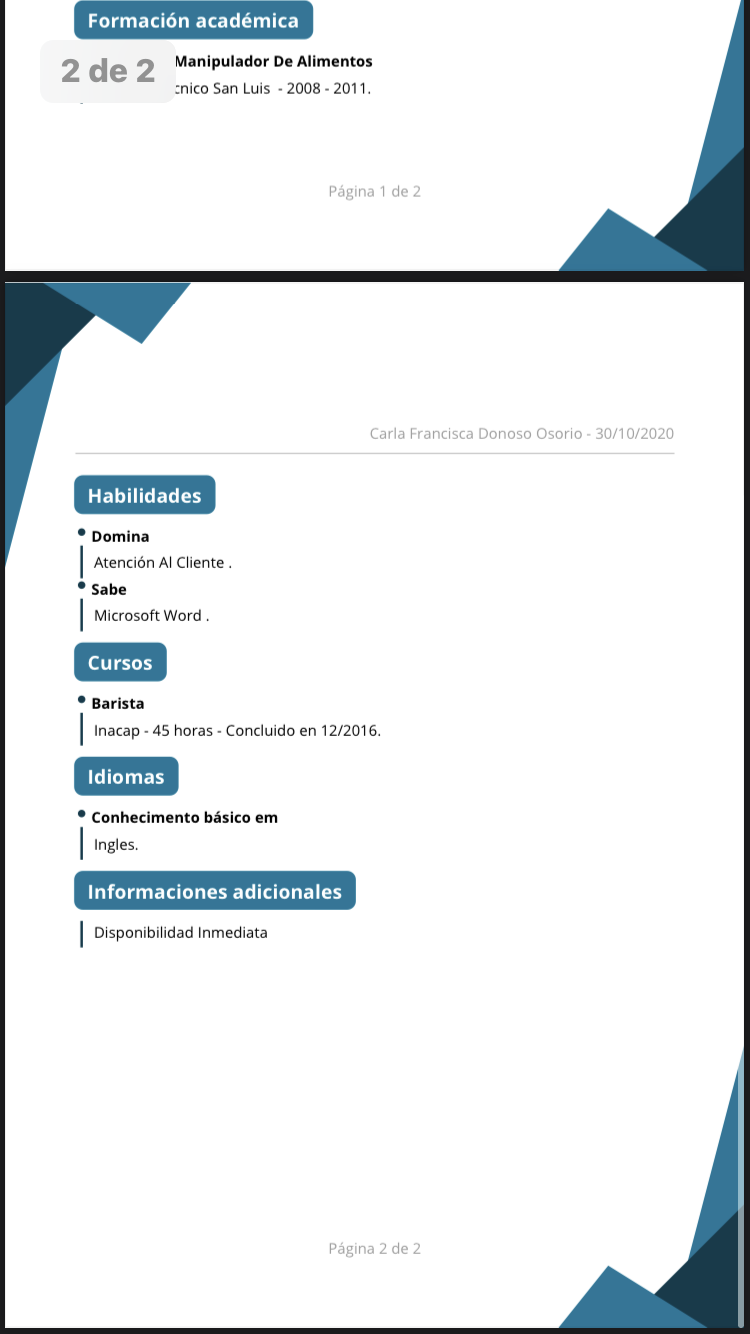 Formación académica
2 de 2
Manipulador De Alimentos
cnico San Luis - 2008 - 2011.
Página 1 de 2
Carla Francisca Donoso Osorio - 30/10/2020
Habilidades
Domina
Atención Al Cliente .
Sabe
Microsoft Word .
Cursos
Barista
Inacap - 45 horas - Concluido en 12/2016.
Idiomas
Conhecimento básico em
Ingles.
Informaciones adicionales
Disponibilidad Inmediata
Página 2 de 2